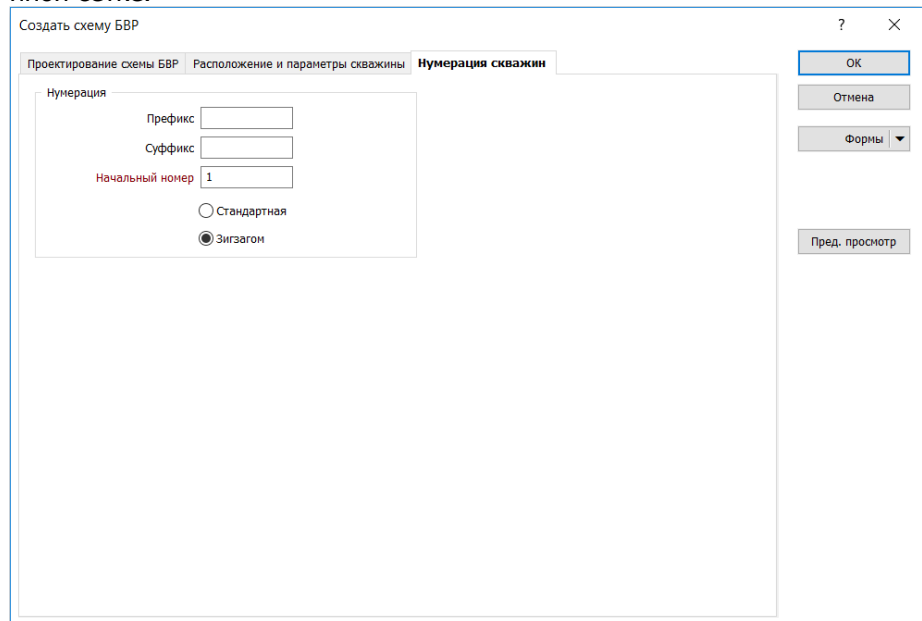 Создать схему БВР ?
Проектирование схемы БВР Расположение и параметры скважины Нумерация скважин
OK
Нумерация
Отмена
Префикс
Формы
Суффикс
Начальный номер 1
Стандартная
Зигзагом
Пред. просмотр